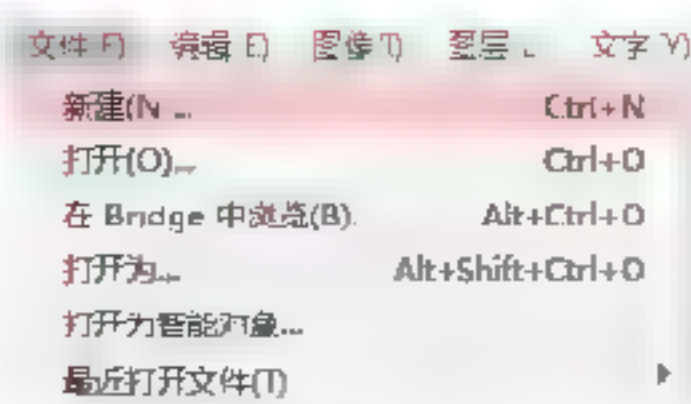 文件(F) 编辑(E) 图像(I) 图层(L) 文字(Y)
新建(N)... Ctrl+N
打开(O)... Ctrl+O
在 Bridge 中浏览(B)... Alt+Ctrl+O
打开为... Alt+Shift+Ctrl+O
打开为智能对象...
最近打开文件(T)